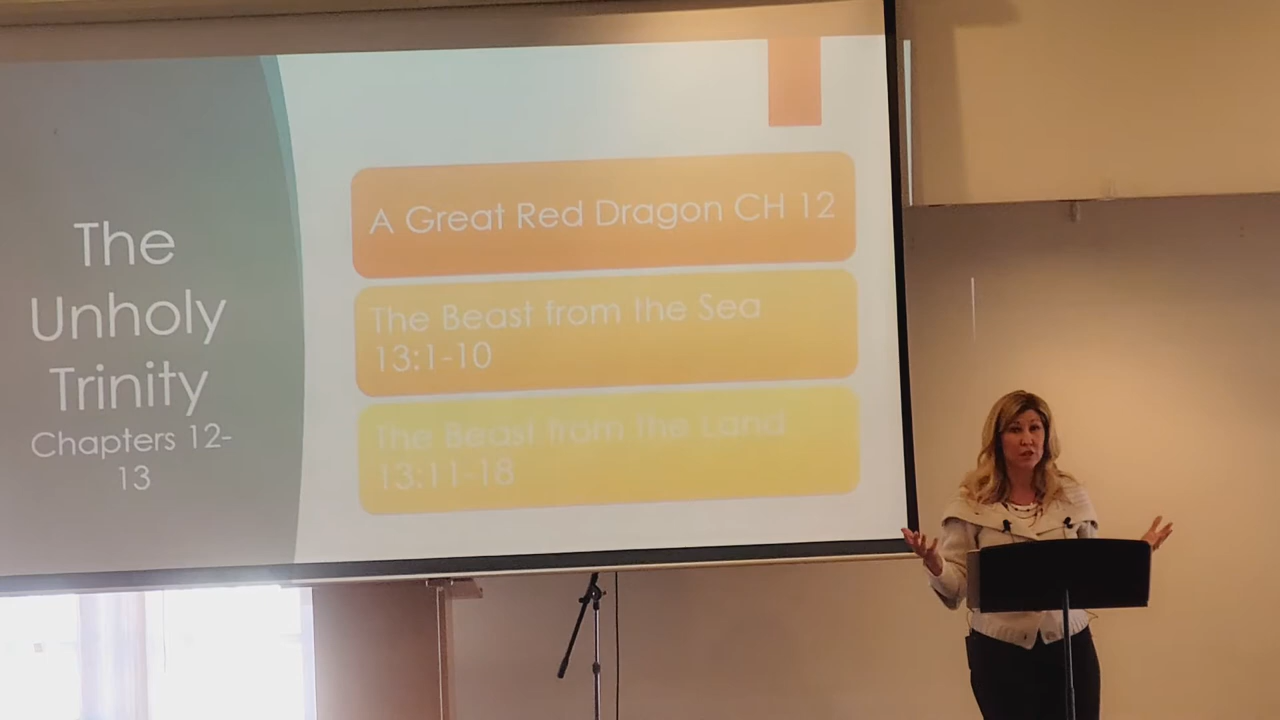 The
Unholy
Trinity
Chapters 12-
13
A Great Red Dragon CH 12
The Beast from the Sea
13:1-10
The Beast from the Land
13:11-18